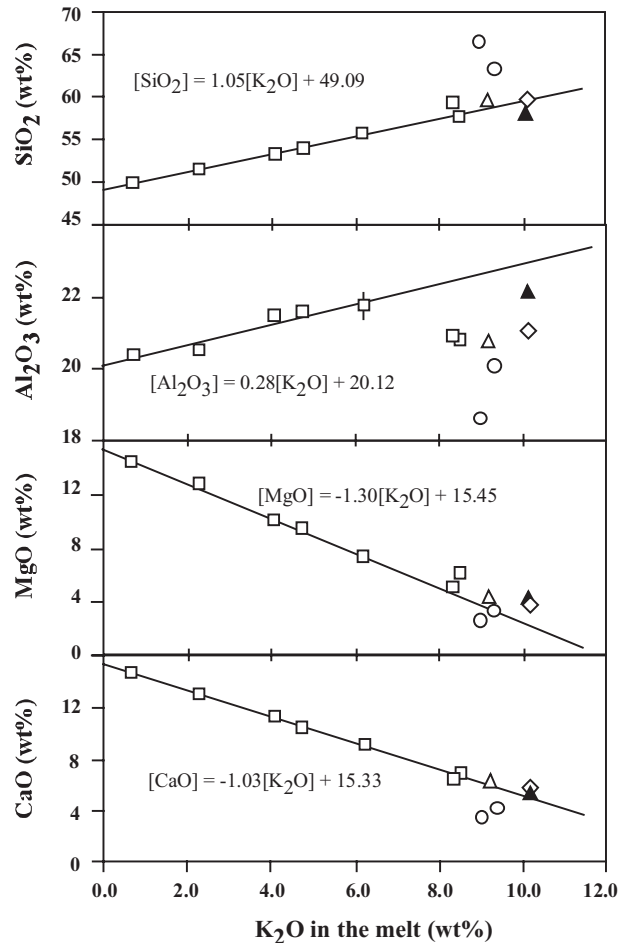 70
65
60
55
50
45
SiO2 (wt%)
[SiO2] = 1.05[K2O] + 49.09
22
20
18
Al2O3 (wt%)
[Al2O3] = 0.28[K2O] + 20.12
12
8
4
0
MgO (wt%)
[MgO] = -1.30[K2O] + 15.45
12
8
4
0
CaO (wt%)
[CaO] = -1.03[K2O] + 15.33
0.0 2.0 4.0 6.0 8.0 10.0 12.0
K2O in the melt (wt%)